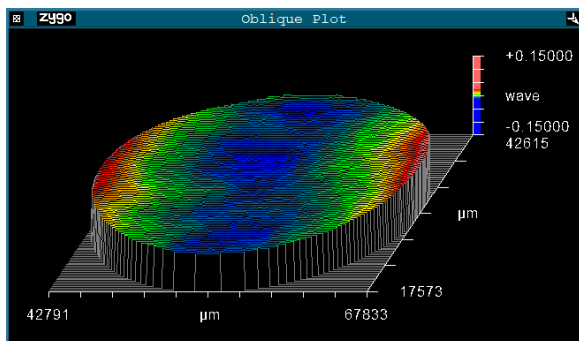 zygo Oblique Plot
+0.15000
wave
-0.15000
42615
µm
17573
42791 µm 67833